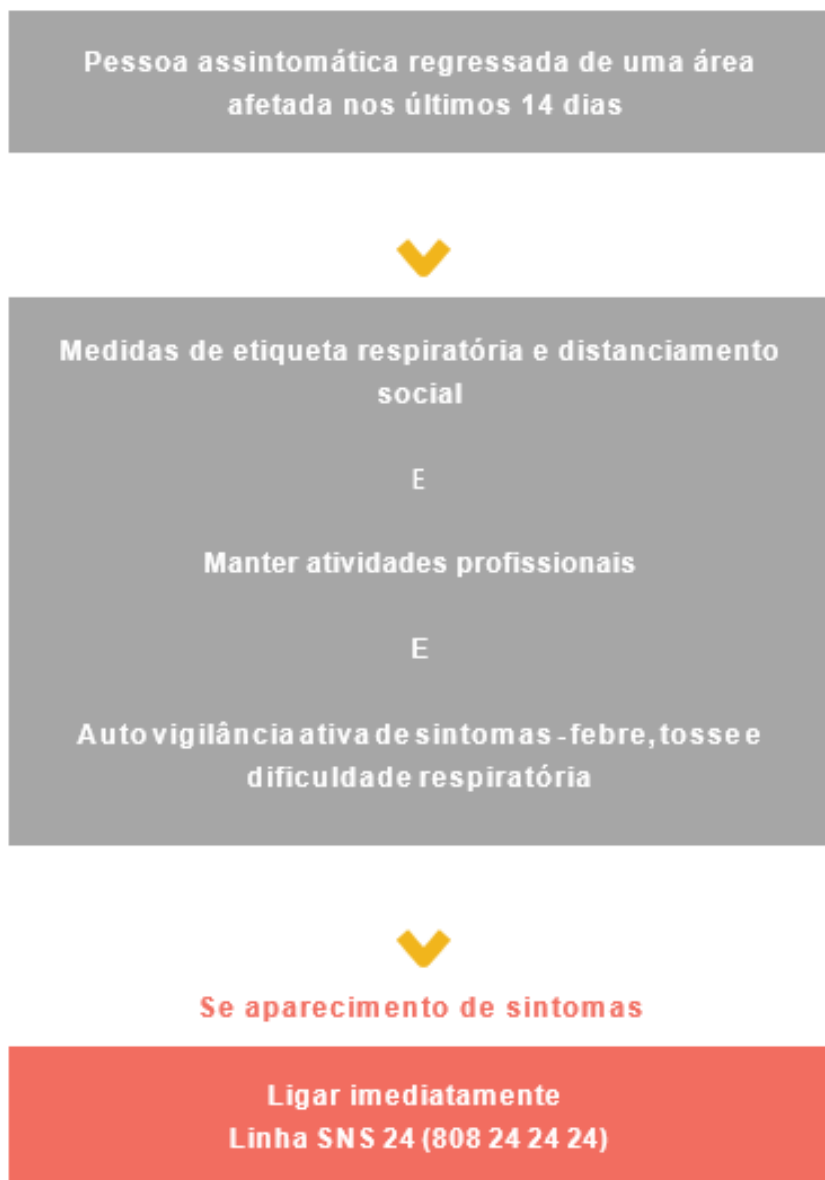 Pessoa assintomática regressada de uma área
afetada nos últimos 14 dias
Medidas de etiqueta respiratória e distanciamento
social
E
Manter atividades profissionais
E
Auto vigilância ativa de sintomas - febre, tosse e
dificuldade respiratória
Se aparecimento de sintomas
Ligar imediatamente
Linha SNS 24 (808 24 24 24)